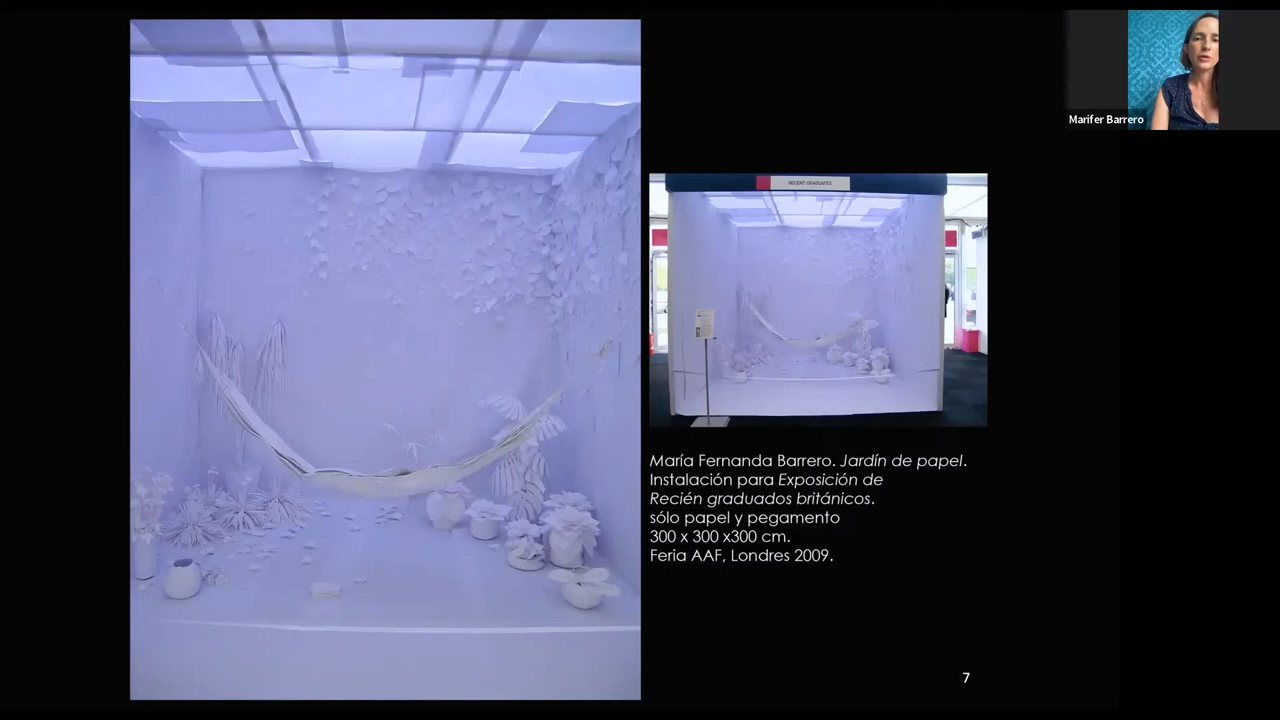 Marifer Barrero
RECENT GRADUATES
María Fernanda Barrero. Jardín de papel.
Instalación para Exposición de
Recién graduados británicos.
sólo papel y pegamento
300 x 300 x300 cm.
Feria AAF, Londres 2009.
7